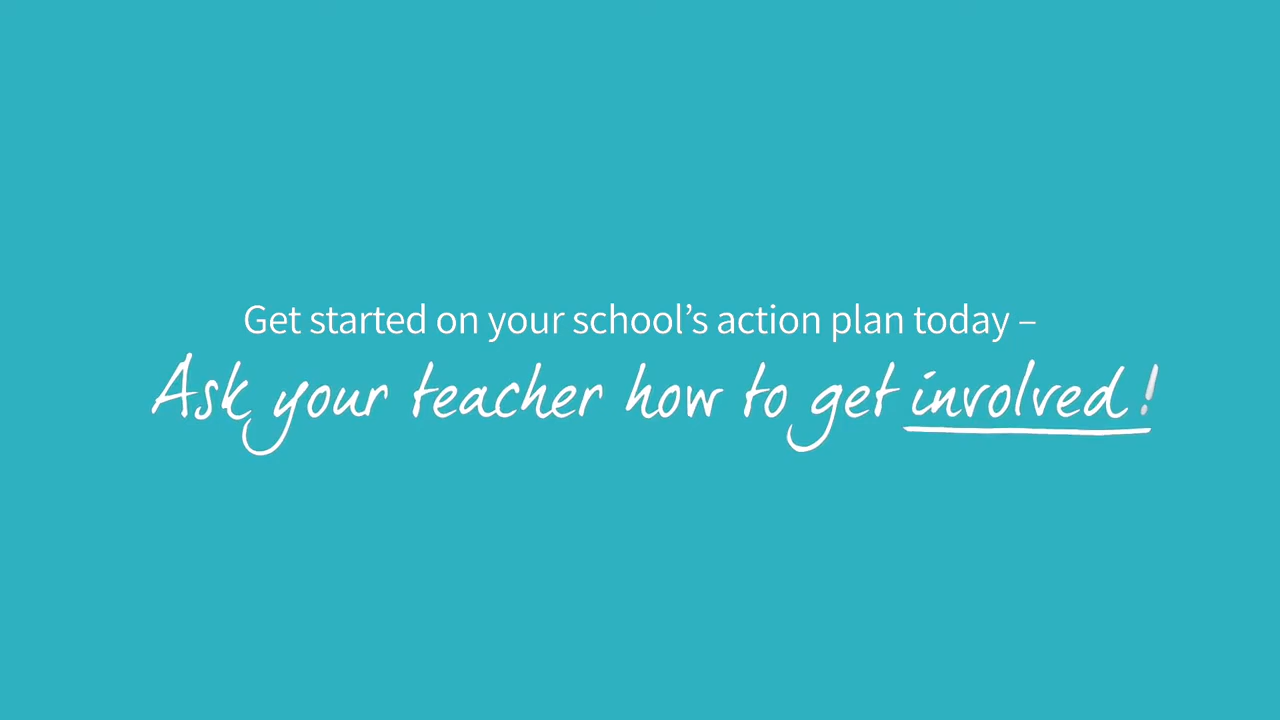 Get started on your school’s action plan today –
Ask your teacher how to get involved!